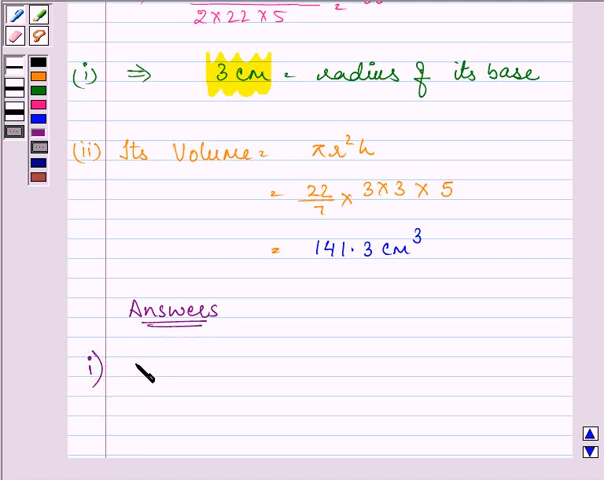 2 × 22 × 5 =
(i) ⇒ 3 cm = radius of its base
(ii) Its Volume = πr²h
= 22/7 × 3 × 3 × 5
= 141.3 cm³
Answers
i)